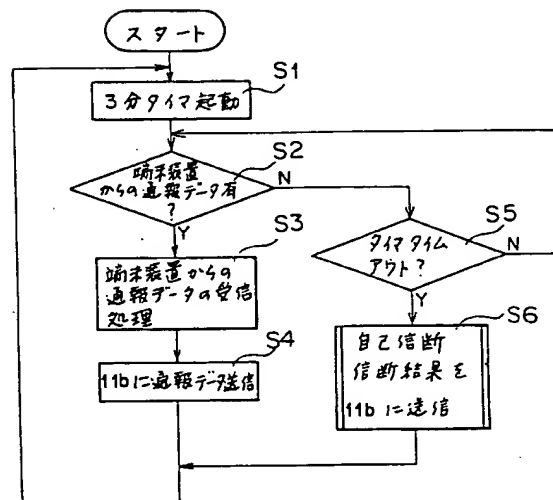 スタート
S1
3分タイマ起動
S2
端末装置
からの通報データ有
?
N
Y
S3
端末装置からの
通報データの受信
処理
S4
11bに通報データ送信
S5
タイマタイム
アウト?
N
Y
S6
自己信断
信断結果を
11bに送信